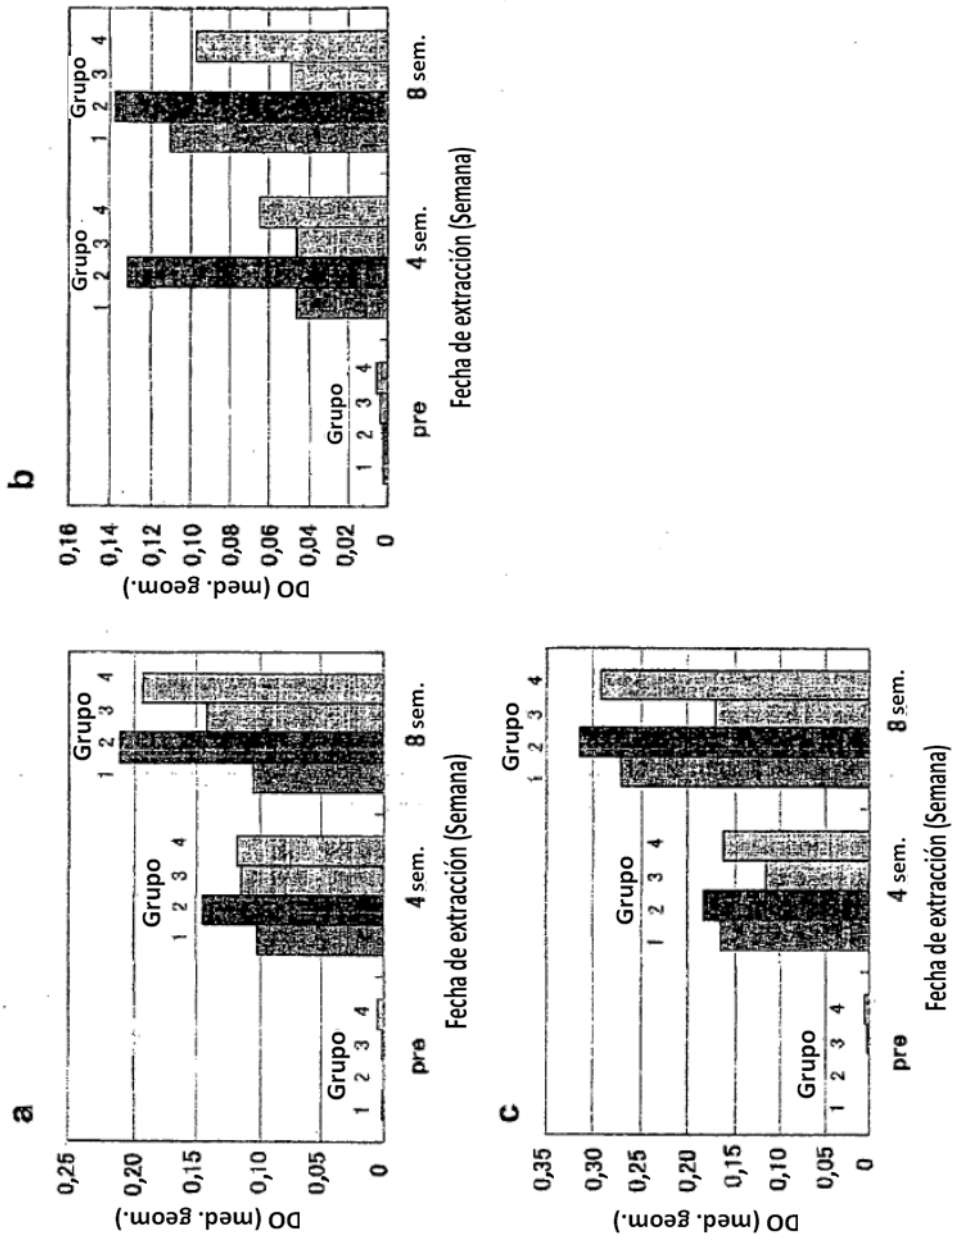 a
DO (med. geom.)
0,25
0,20
0,15
0,10
0,05
0
Grupo
1 2 3 4
Grupo
1 2 3 4
Grupo
1 2 3 4
pre
4 sem.
8 sem.
Fecha de extracción (Semana)
b
DO (med. geom.)
0,16
0,14
0,12
0,10
0,08
0,06
0,04
0,02
0
Grupo
1 2 3 4
Grupo
1 2 3 4
Grupo
1 2 3 4
pre
4 sem.
8 sem.
Fecha de extracción (Semana)
c
DO (med. geom.)
0,35
0,30
0,25
0,20
0,15
0,10
0,05
0
Grupo
1 2 3 4
Grupo
1 2 3 4
Grupo
1 2 3 4
pre
4 sem.
8 sem.
Fecha de extracción (Semana)